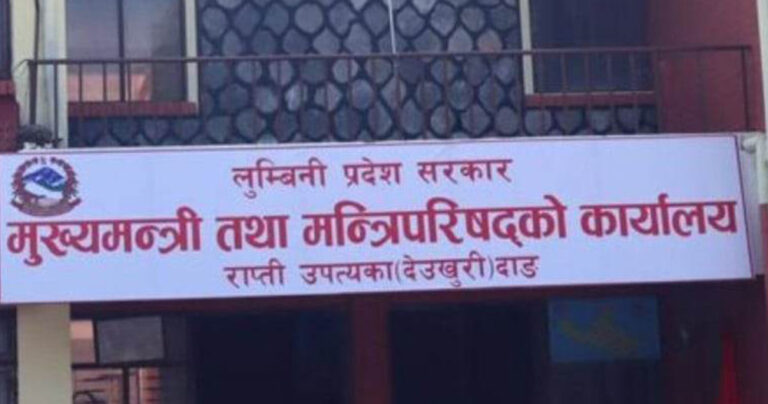 लुम्बिनी प्रदेश सरकार
मुख्यमन्त्री तथा मन्त्रिपरिषद्को कार्यालय
राप्ती उपत्यका(देउखुरी)दाङ